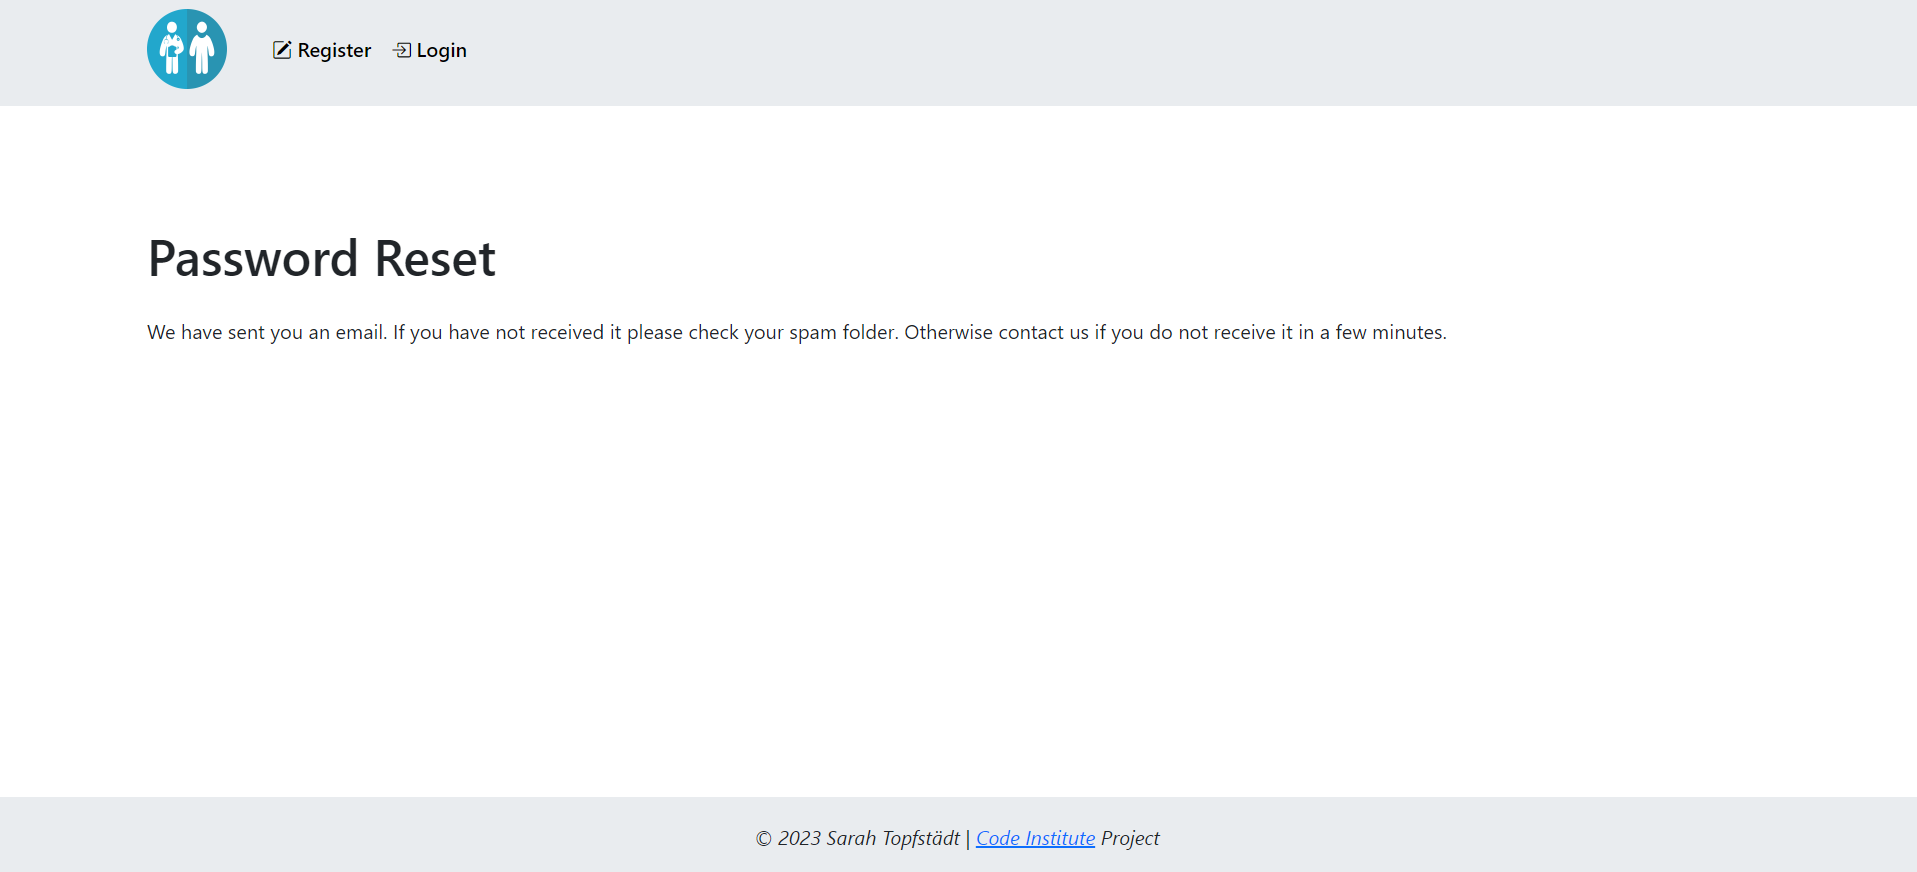 Register Login
Password Reset
We have sent you an email. If you have not received it please check your spam folder. Otherwise contact us if you do not receive it in a few minutes.
© 2023 Sarah Topfstädt | Code Institute Project